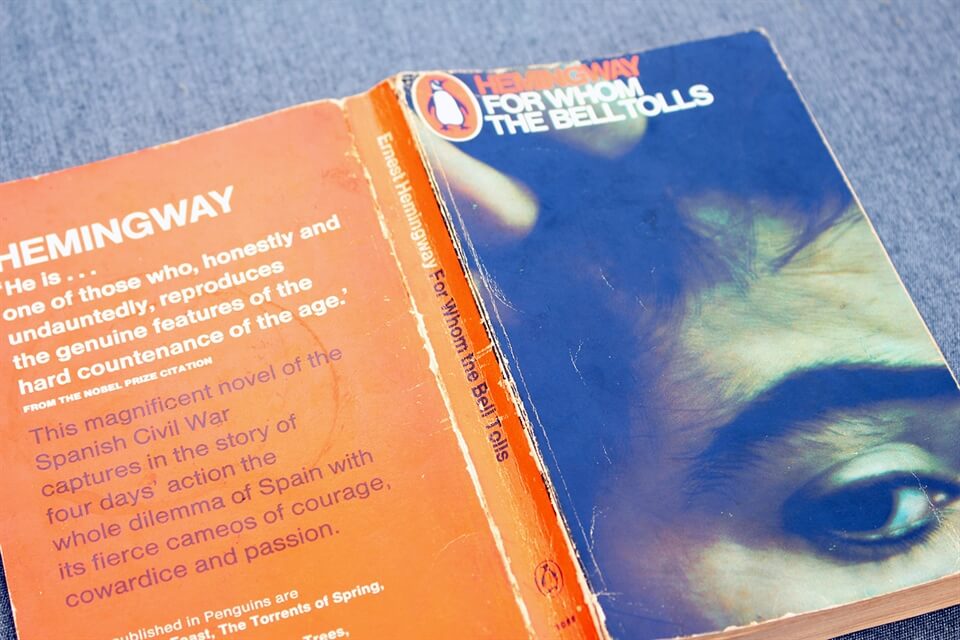 HEMINGWAY
'He is . . .
one of those who, honestly and
undauntedly, reproduces
the genuine features of the
hard countenance of the age.'
FROM THE NOBEL PRIZE CITATION
This magnificent novel of the
Spanish Civil War
captures in the story of
four days' action the
whole dilemma of Spain with
its fierce cameos of courage,
cowardice and passion.
published in Penguins are
Feast, The Torrents of Spring,
Trees,
Ernest Hemingway For Whom the Bell Tolls
HEMINGWAY
FOR WHOM
THE BELL TOLLS